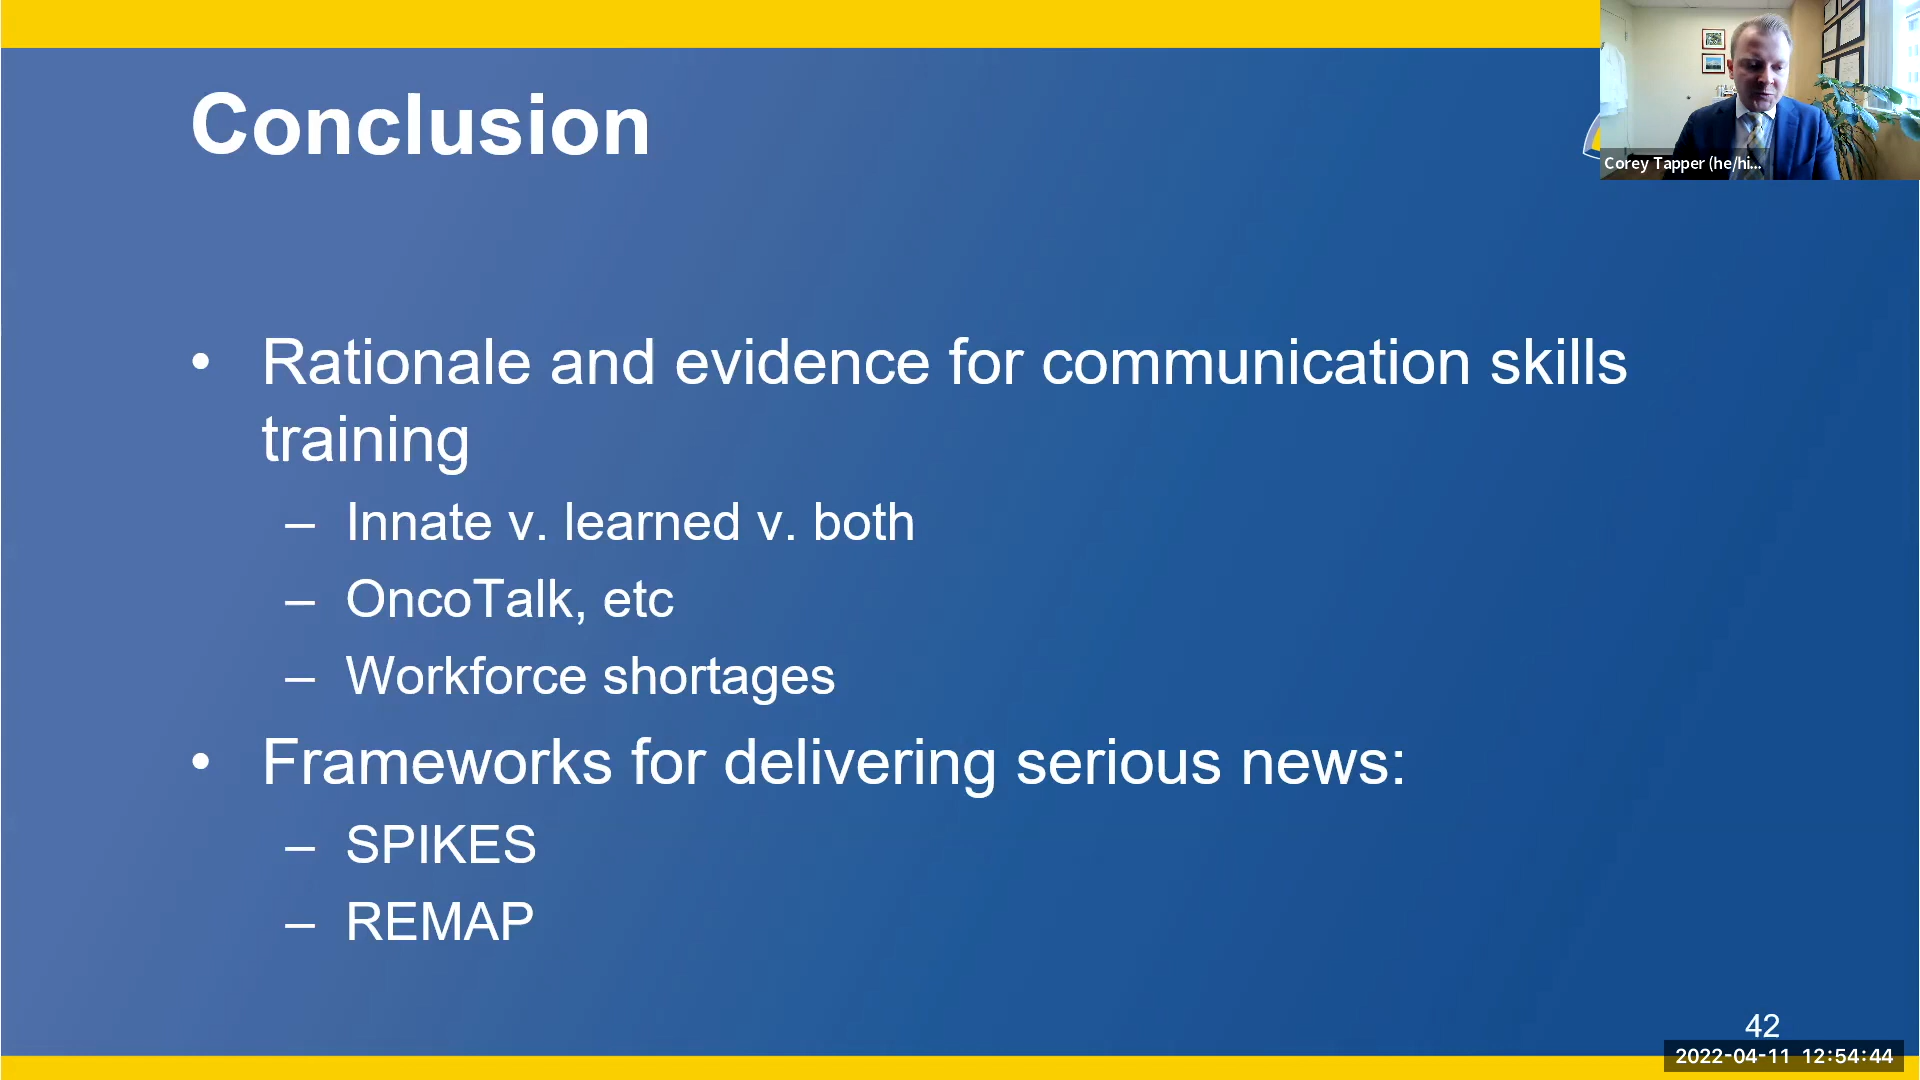 Conclusion
Corey Tapper (he/hi...
• Rationale and evidence for communication skills
training
– Innate v. learned v. both
– OncoTalk, etc
– Workforce shortages
• Frameworks for delivering serious news:
– SPIKES
– REMAP
42
2022-04-11 12:54:44